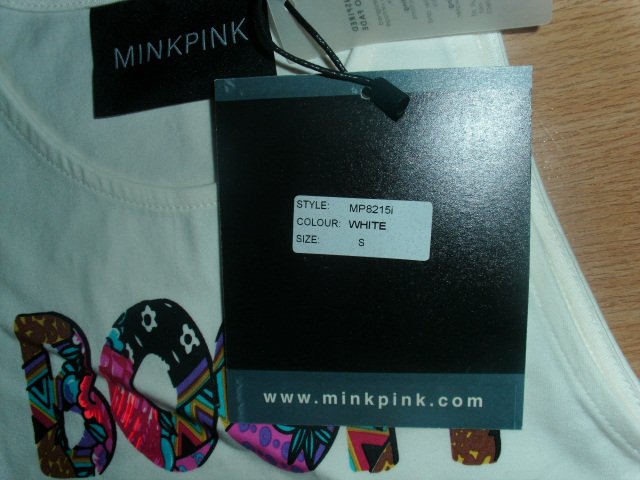 MINKPINK
STYLE: MP8215i
COLOUR: WHITE
SIZE: S
www.minkpink.com